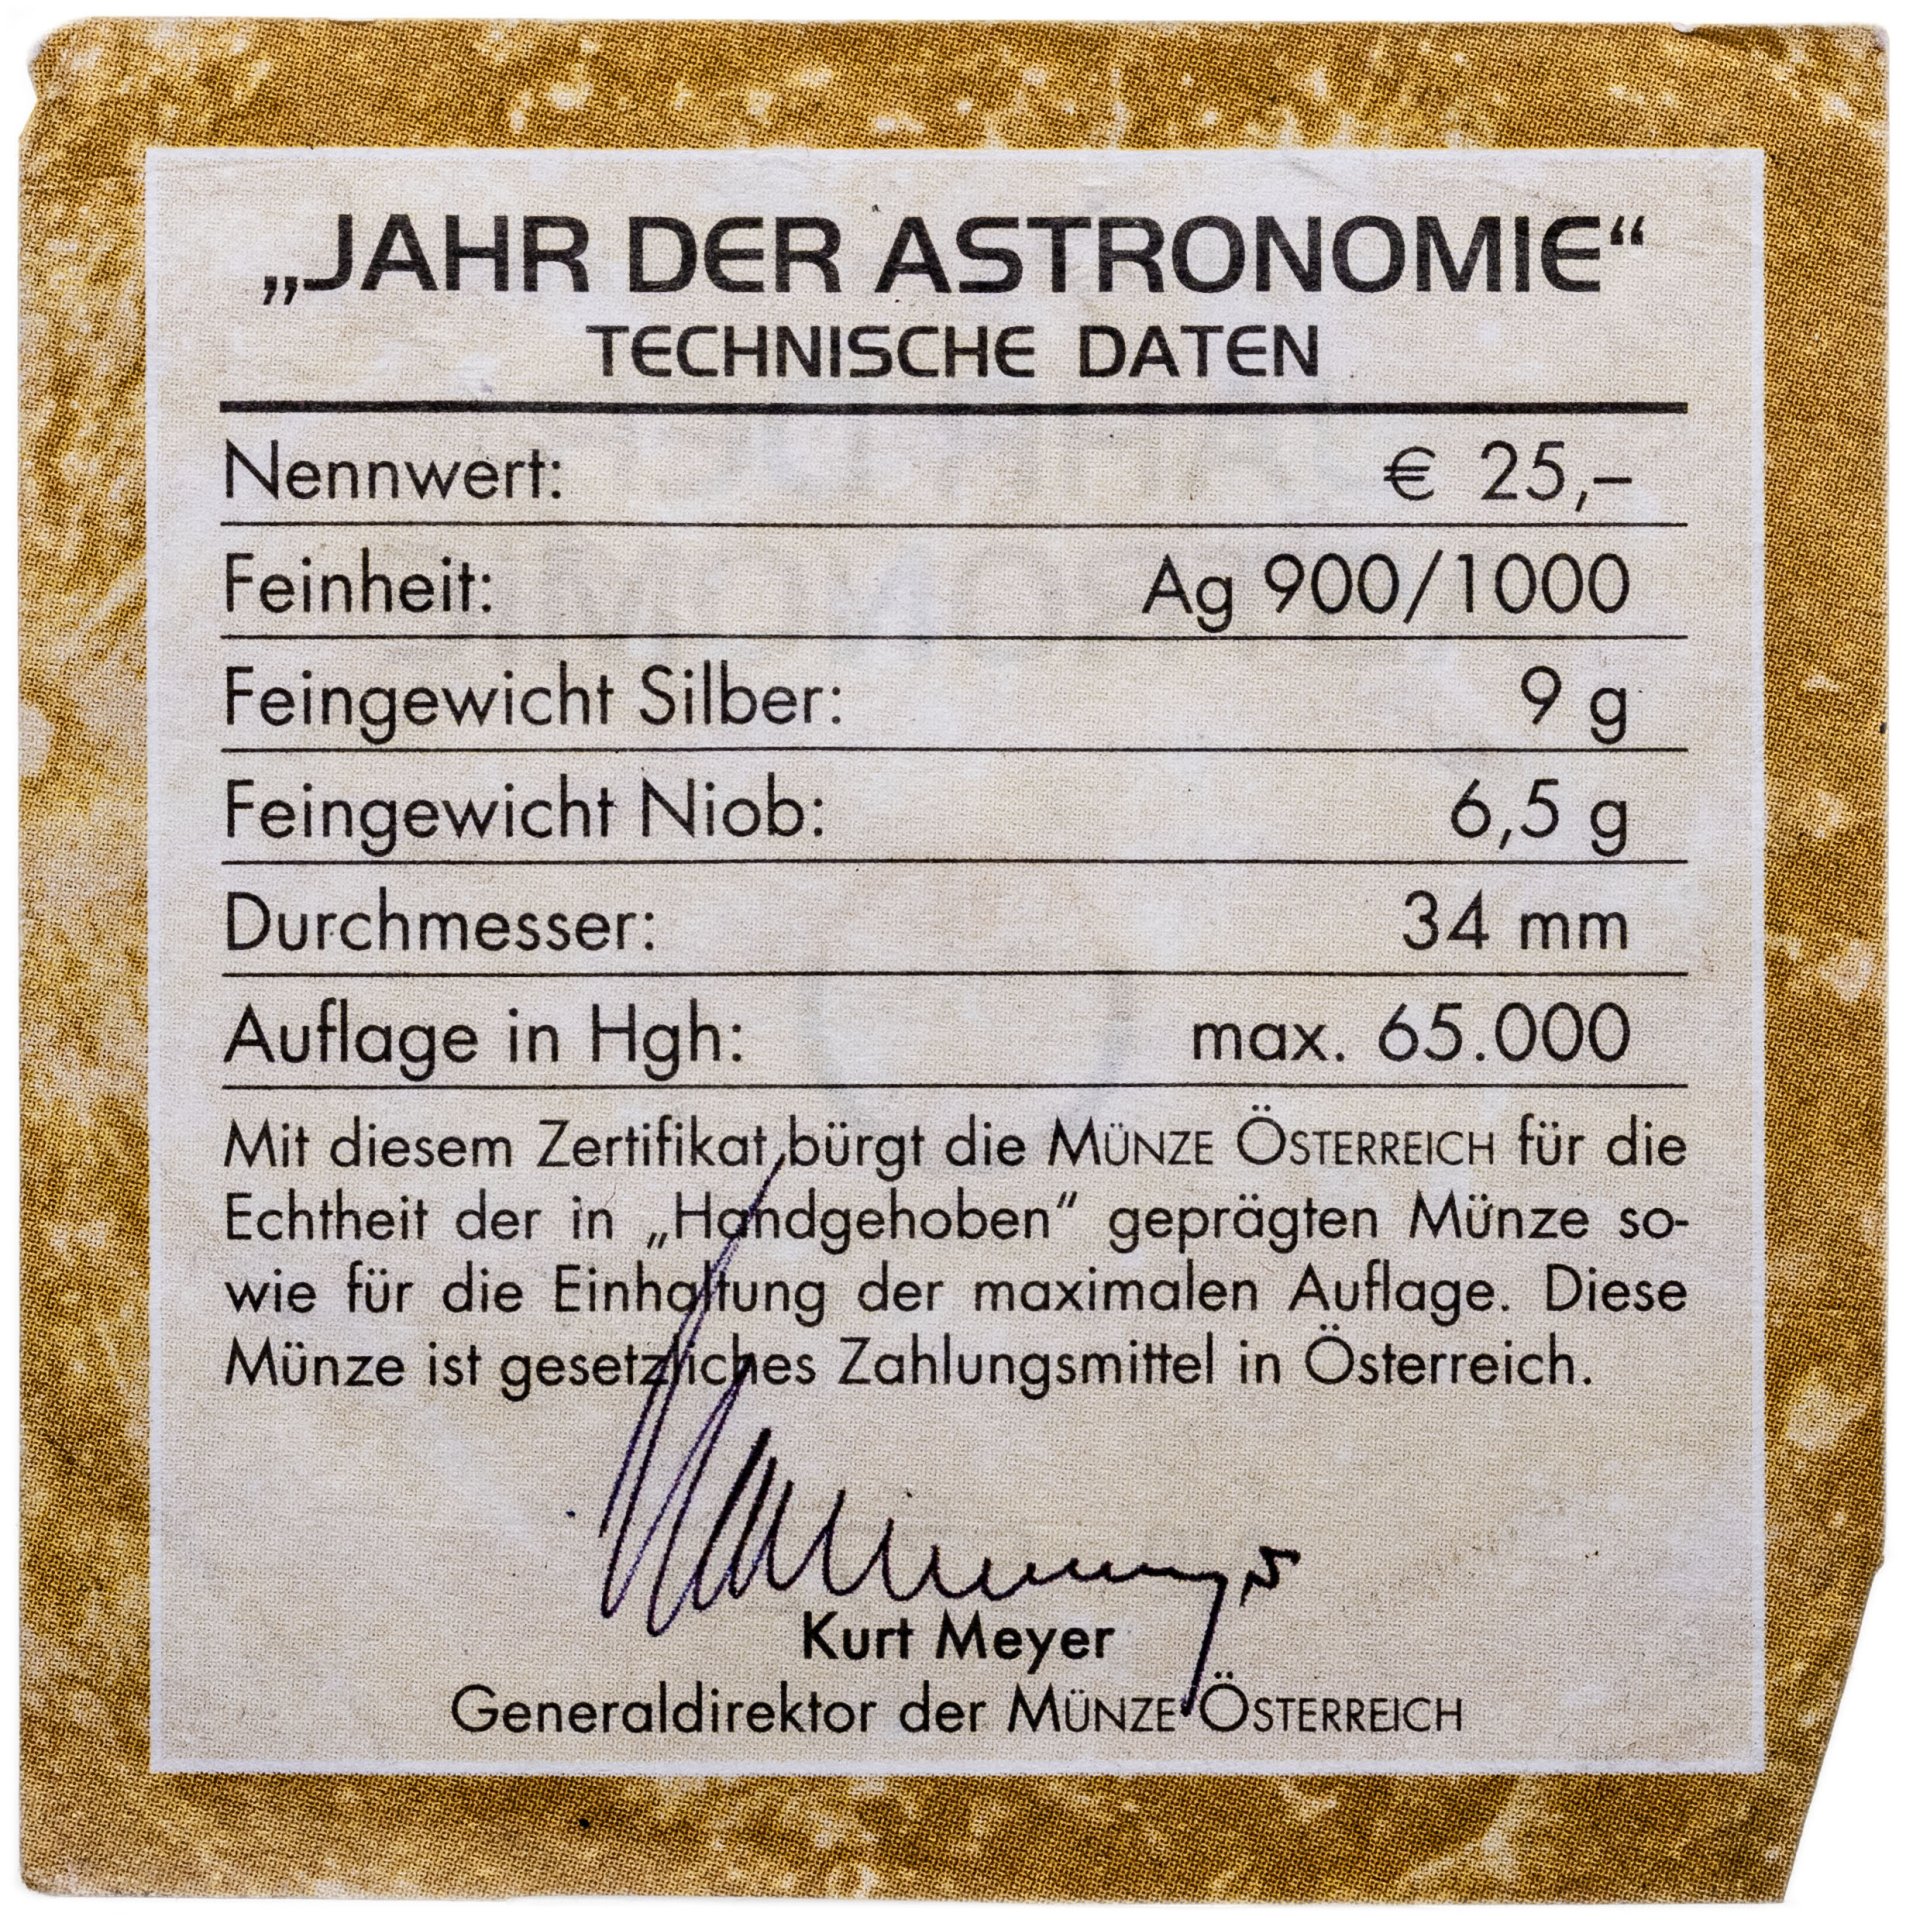 „JAHR DER ASTRONOMIE“
TECHNISCHE DATEN
Nennwert: € 25,–
Feinheit: Ag 900/1000
Feingewicht Silber: 9 g
Feingewicht Niob: 6,5 g
Durchmesser: 34 mm
Auflage in Hgh: max. 65.000
Mit diesem Zertifikat bürgt die MÜNZE ÖSTERREICH für die
Echtheit der in „Handgehoben“ geprägten Münze so-
wie für die Einhaltung der maximalen Auflage. Diese
Münze ist gesetzliches Zahlungsmittel in Österreich.
Kurt Meyer
Generaldirektor der MÜNZE ÖSTERREICH